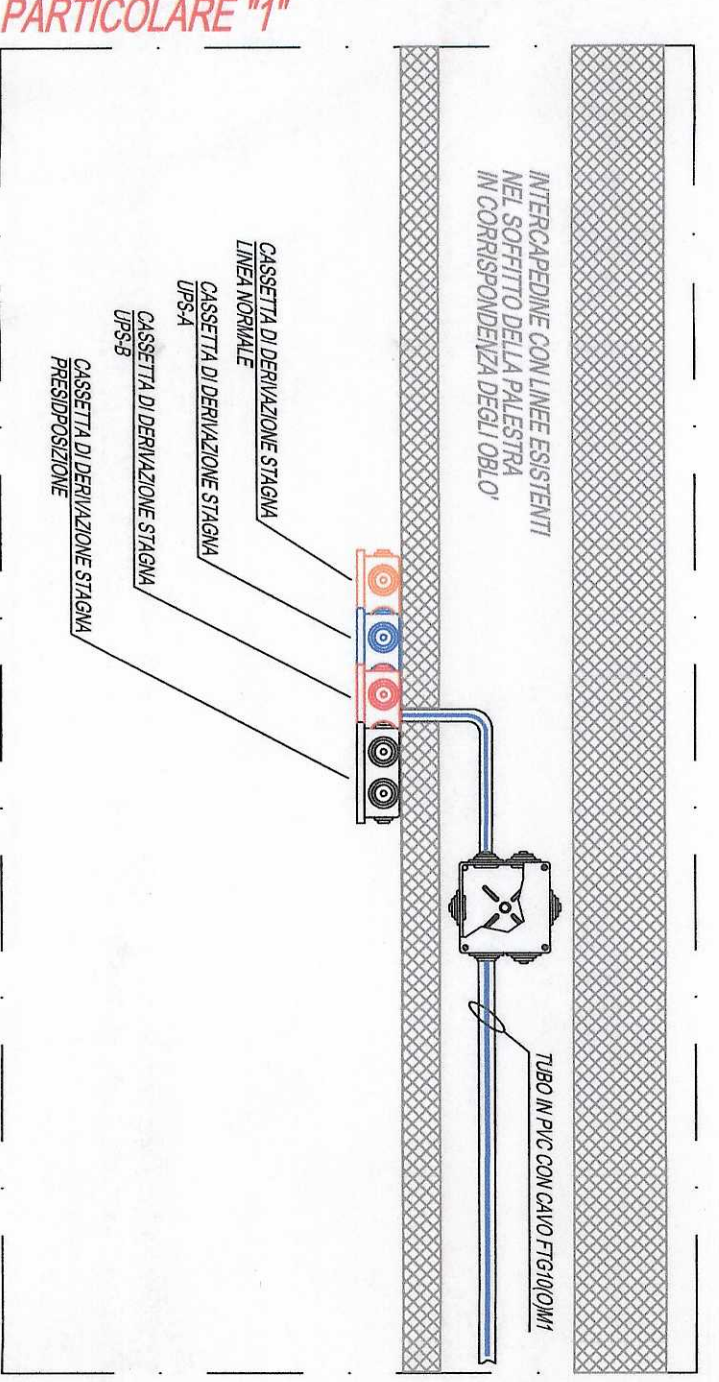 PARTICOLARE "1"
INTERCAPEDINE CON LINEE ESISTENTI
NEL SOFFITTO DELLA PALESTRA
IN CORRISPONDENZA DEGLI OBLO'
CASSETTA DI DERIVAZIONE STAGNA
LINEA NORMALE
CASSETTA DI DERIVAZIONE STAGNA
UPS-A
CASSETTA DI DERIVAZIONE STAGNA
UPS-B
CASSETTA DI DERIVAZIONE STAGNA
PRESIDPOSIZIONE
TUBO IN PVC CON CAVO FTG10(O)M1